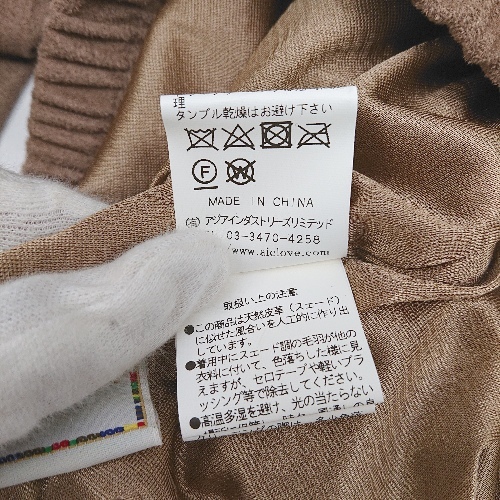 理
タンブル乾燥はお避け下さい
F
W
MADE IN CHINA
(有)アジアインダストリーズリミテッド
03-3470-4258
www.aiclove.com
取扱い上の注意
●この商品は天然皮革(スエード)
に似せた風合いを人工的に作り出
しています。
●着用中にスエード調の毛羽が他の
衣料に付いて、色落ちした様に見
えますが、セロテープや軽いブラ
ッシング等で除去してください。
●高温多湿を避け、光の当たらない